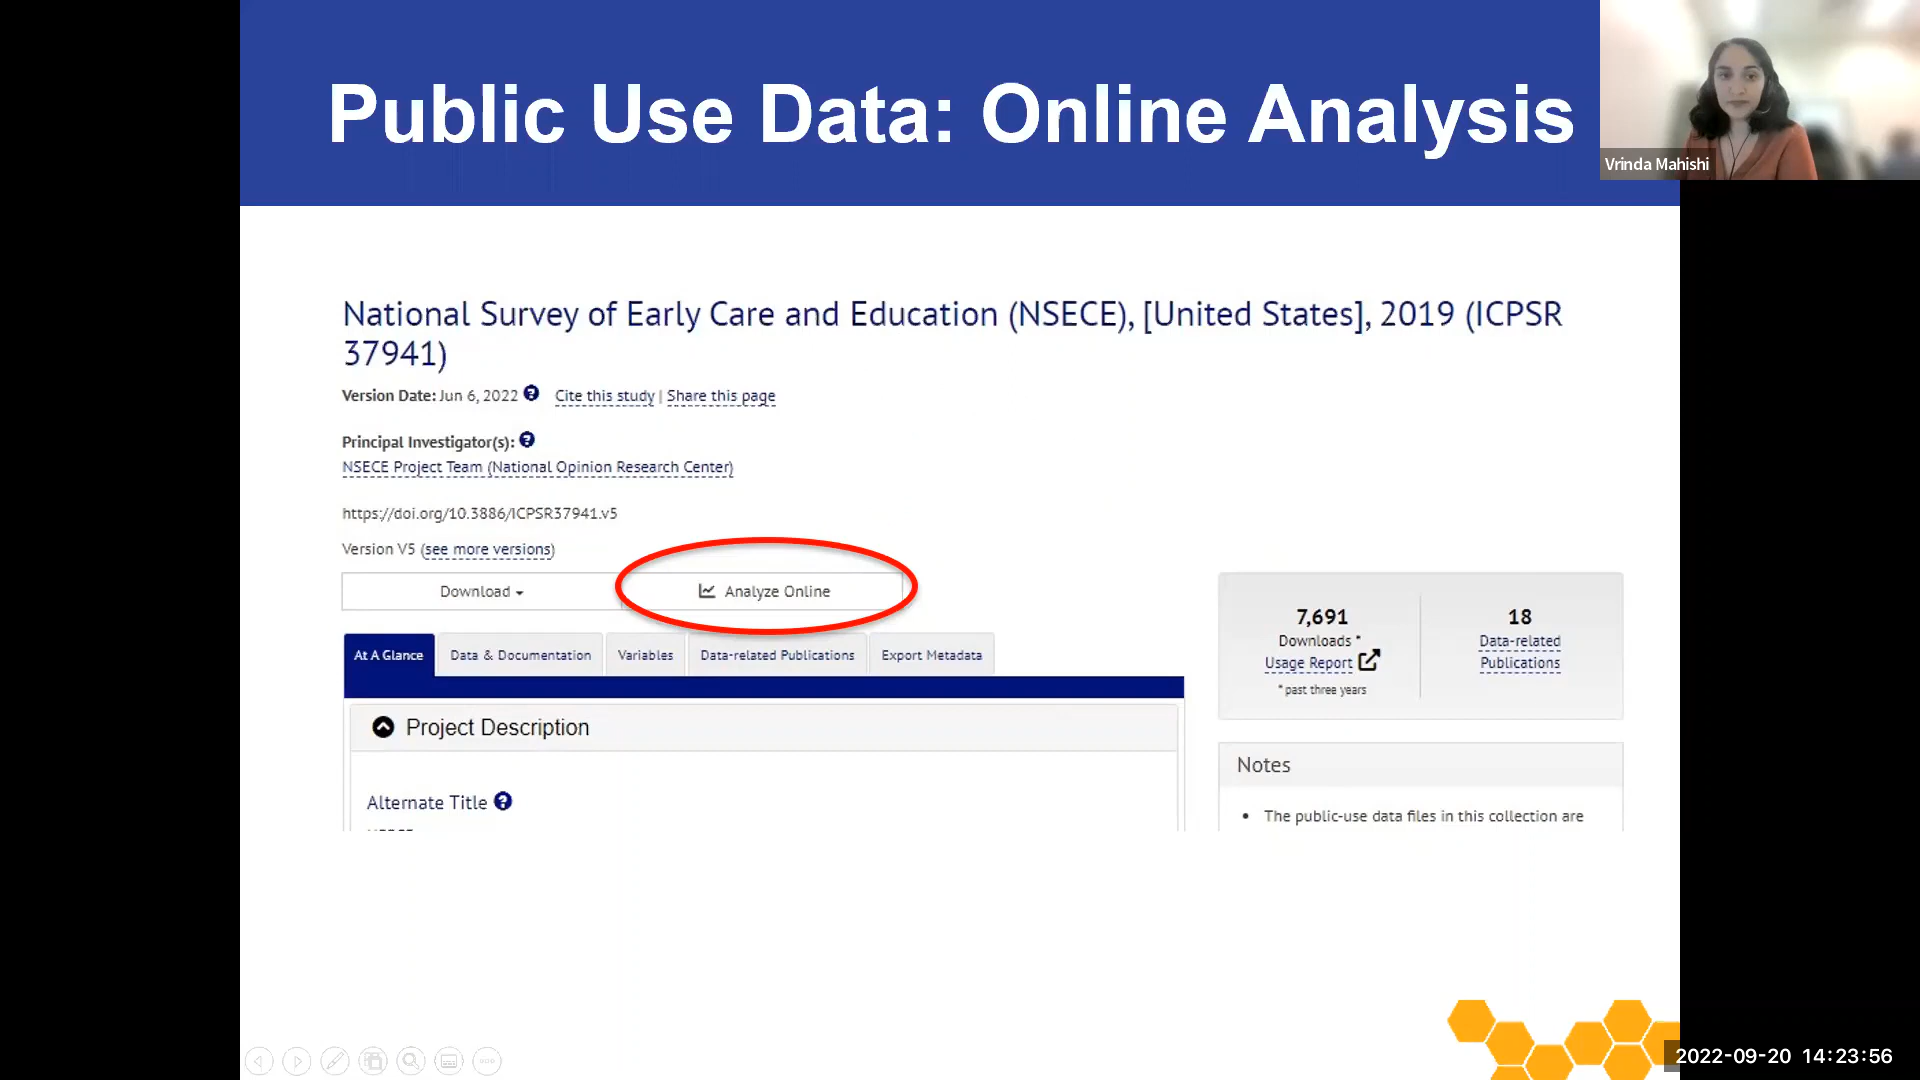 Public Use Data: Online Analysis
Vrinda Mahishi
National Survey of Early Care and Education (NSECE), [United States], 2019 (ICPSR
37941)
Version Date: Jun 6, 2022 Cite this study | Share this page
Principal Investigator(s):
NSECE Project Team (National Opinion Research Center)
https://doi.org/10.3886/ICPSR37941.v5
Version V5 (see more versions)
Download Analyze Online
At A Glance Data & Documentation Variables Data-related Publications Export Metadata
Project Description
Alternate Title
7,691
Downloads *
Usage Report
* past three years
18
Data-related
Publications
Notes
• The public-use data files in this collection are
2022-09-20 14:23:56